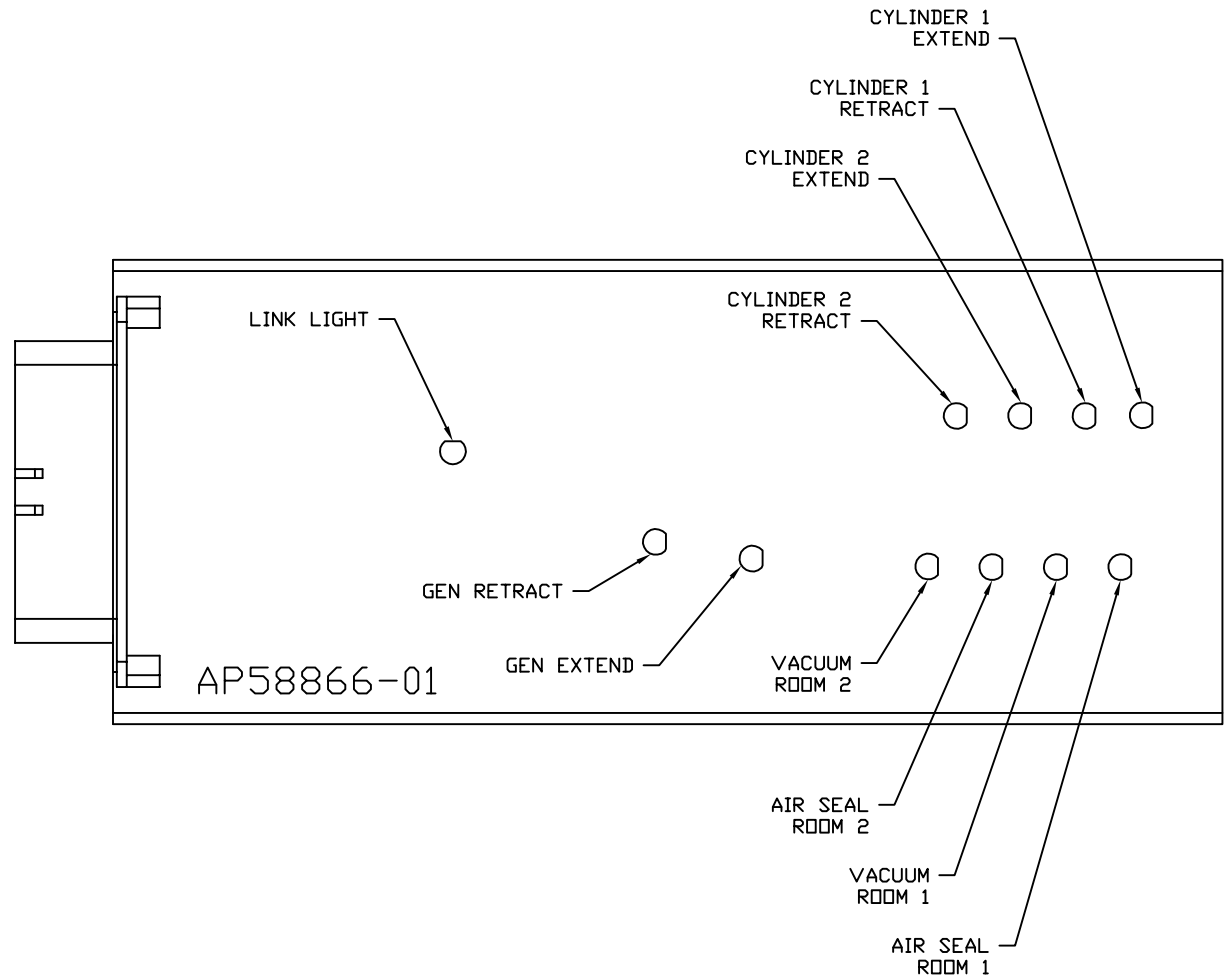 CYLINDER 1
EXTEND
CYLINDER 1
RETRACT
CYLINDER 2
EXTEND
CYLINDER 2
RETRACT
LINK LIGHT
GEN RETRACT
GEN EXTEND
AP58866-01
VACUUM
ROOM 2
AIR SEAL
ROOM 2
VACUUM
ROOM 1
AIR SEAL
ROOM 1